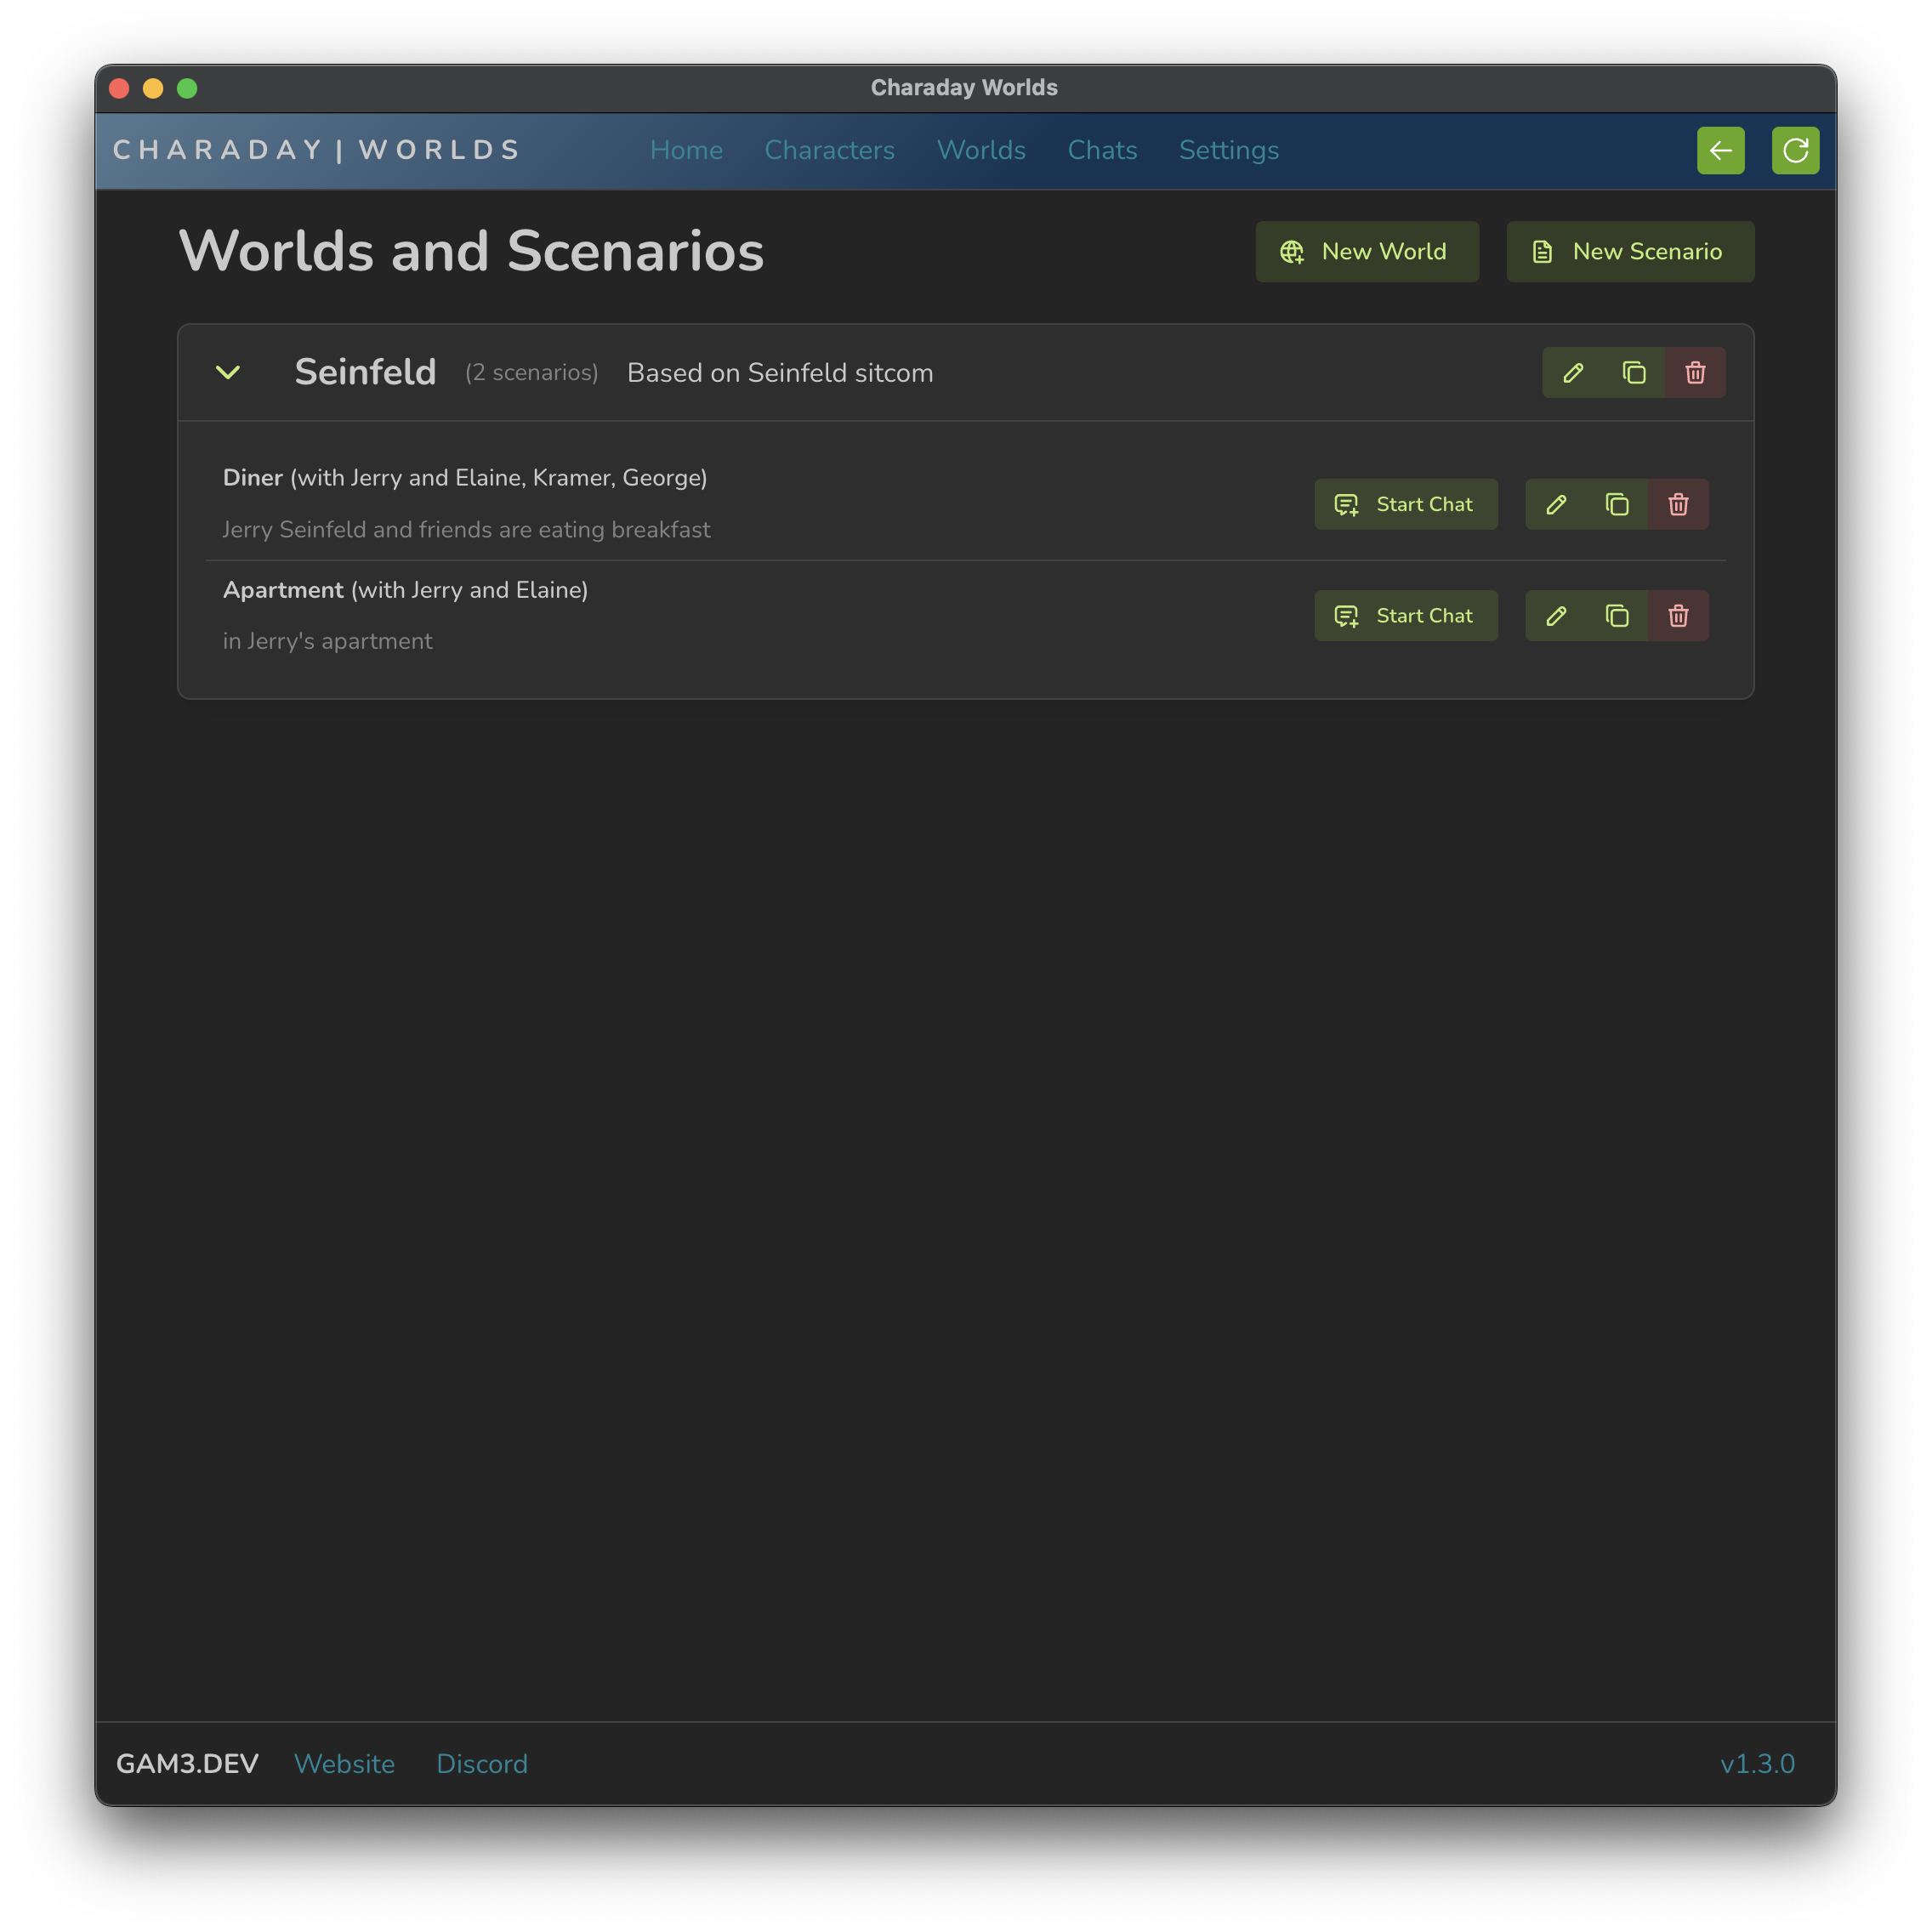 Charaday Worlds
CHARADAY | WORLDS Home Characters Worlds Chats Settings
Worlds and Scenarios New World New Scenario
Seinfeld (2 scenarios) Based on Seinfeld sitcom
Diner (with Jerry and Elaine, Kramer, George)
Start Chat
Jerry Seinfeld and friends are eating breakfast
Apartment (with Jerry and Elaine)
Start Chat
in Jerry's apartment
GAM3.DEV Website Discord v1.3.0